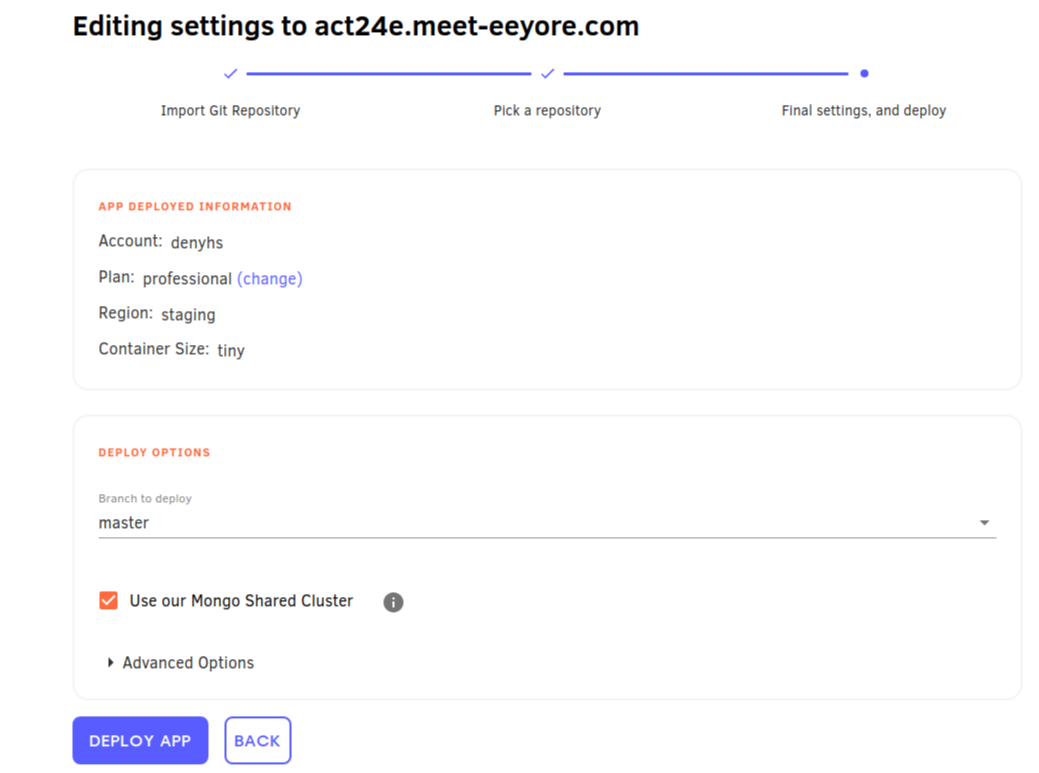 Editing settings to act24e.meet-eeyore.com
Import Git Repository
Pick a repository
Final settings, and deploy
APP DEPLOYED INFORMATION
Account: denyhs
Plan: professional (change)
Region: staging
Container Size: tiny
DEPLOY OPTIONS
Branch to deploy
master
Use our Mongo Shared Cluster
Advanced Options
DEPLOY APP
BACK